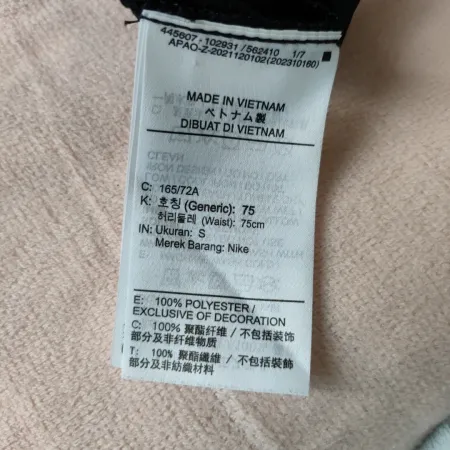 445607 - 102931 / 562410 1/7
APAO-Z-2021120102(202310160)
MADE IN VIETNAM
ベトナム製
DIBUAT DI VIETNAM
C: 165/72A
K: 호칭 (Generic): 75
허리둘레 (Waist): 75cm
IN: Ukuran: S
Merek Barang: Nike
E: 100% POLYESTER /
EXCLUSIVE OF DECORATION
C: 100% 聚酯纤维 / 不包括装饰
部分及非纤维物质
T: 100% 聚酯纖維 / 不包括裝飾
部分及非紡織材料